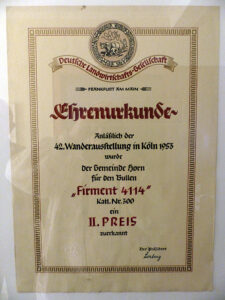 Deutsche Landwirtschafts-Gesellschaft
FRANKFURT AM MAIN
Ehrenurkunde
Anläßlich der
42. Wanderausstellung in Köln 1953
wurde
der Gemeinde Horn
für den Bullen
„Firment 4114"
Katt. Nr. 300
ein
II. PREIS
zuerkannt
Der Präsident